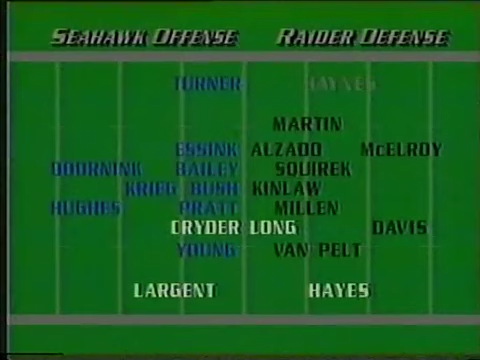 SEAHAWK OFFENSE RAIDER DEFENSE
TURNER HAYNES
MARTIN
ESSINK ALZADO McELROY
DOORNINK BAILEY SQUIREK
KRIEG BUSH KINLAW
HUGHES PRATT MILLEN
CRYDER LONG DAVIS
YOUNG VAN PELT
LARGENT HAYES